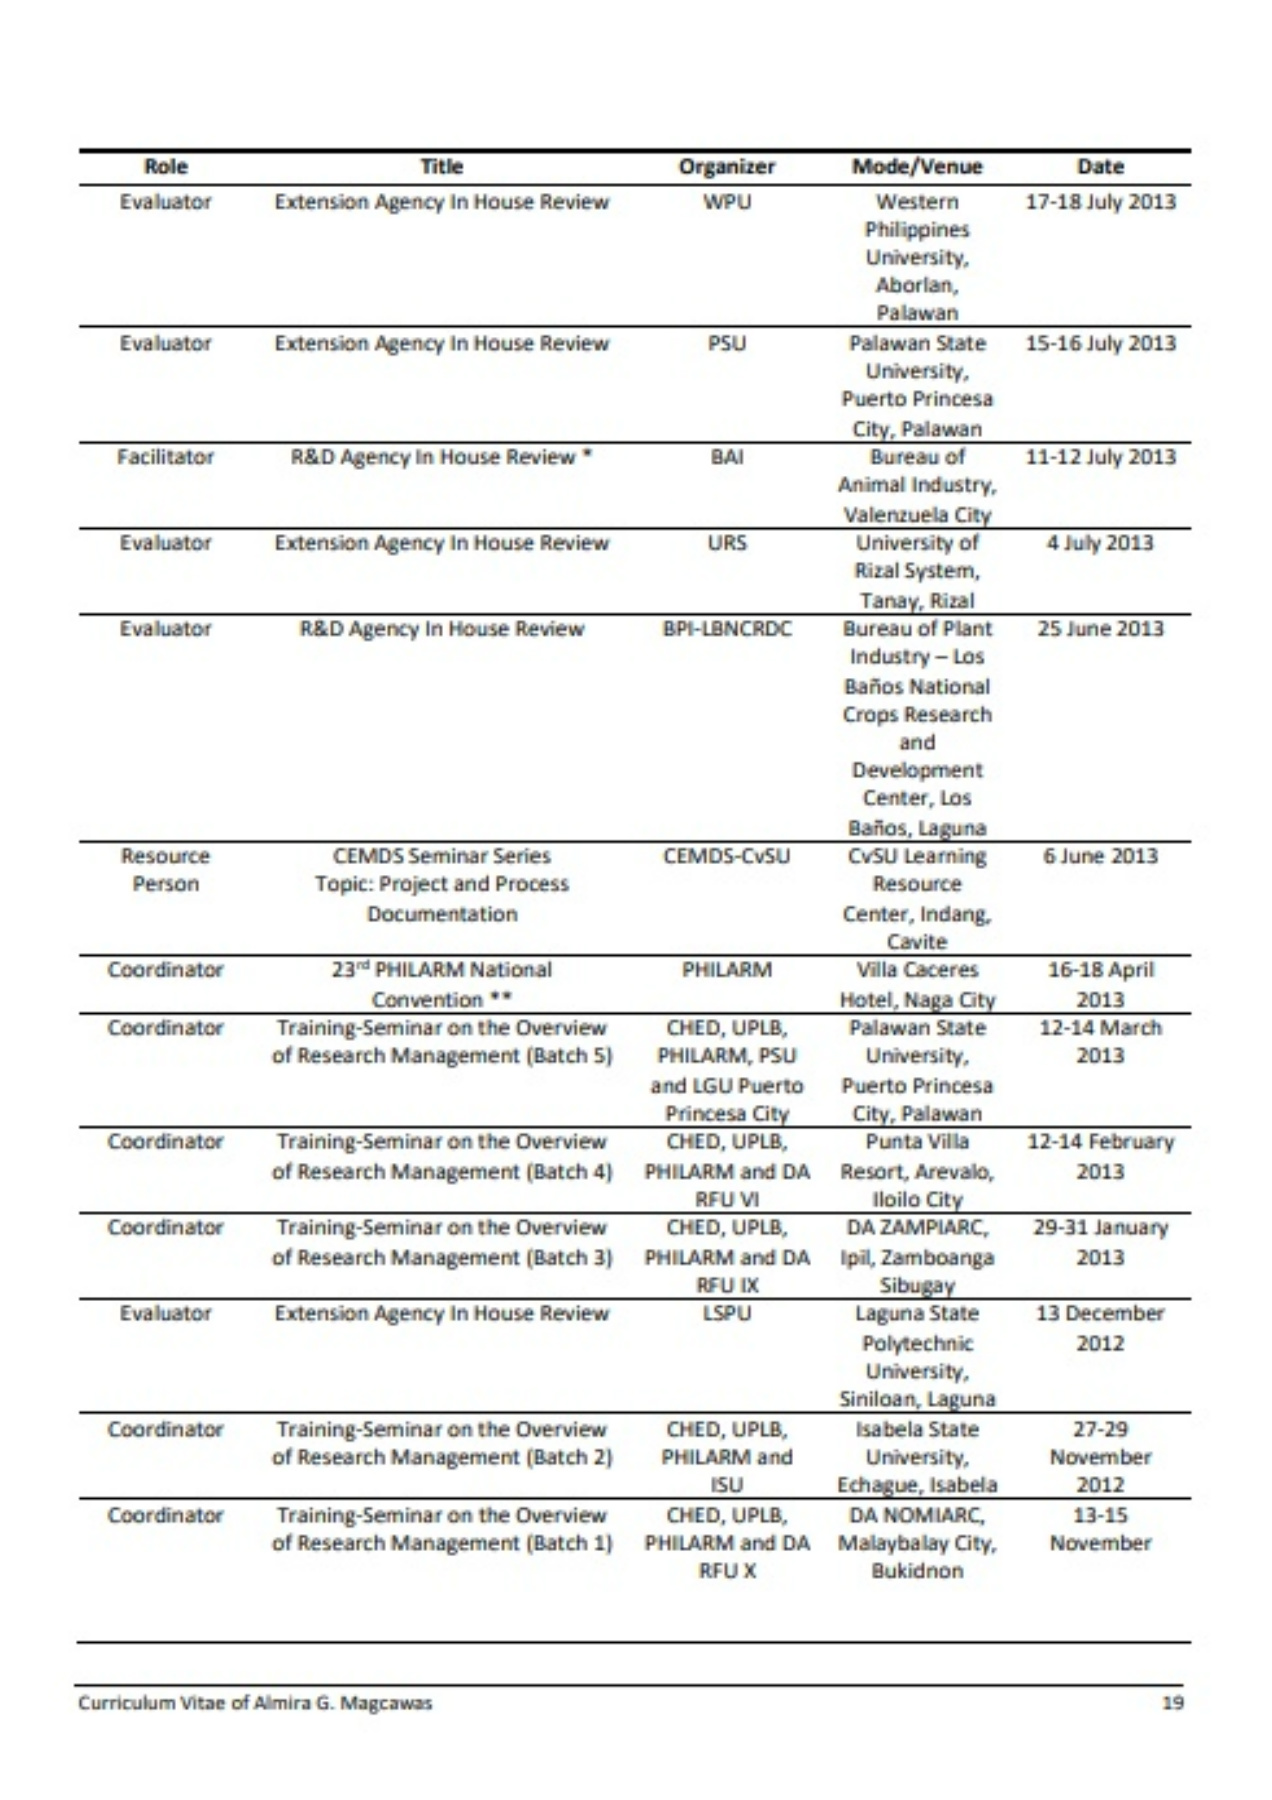 Role Title Organizer Mode/Venue Date
Evaluator Extension Agency In House Review WPU Western 17-18 July 2013
Philippines
University,
Aborlan,
Palawan
Evaluator Extension Agency In House Review PSU Palawan State 15-16 July 2013
University,
Puerto Princesa
City, Palawan
Facilitator R&D Agency In House Review * BAI Bureau of 11-12 July 2013
Animal Industry,
Valenzuela City
Evaluator Extension Agency In House Review URS University of 4 July 2013
Rizal System,
Tanay, Rizal
Evaluator R&D Agency In House Review BPI-LBNCRDC Bureau of Plant 25 June 2013
Industry – Los
Baños National
Crops Research
and
Development
Center, Los
Baños, Laguna
Resource CEMDS Seminar Series CEMDS-CvSU CvSU Learning 6 June 2013
Person Topic: Project and Process Resource
Documentation Center, Indang,
Cavite
Coordinator 23rd PHILARM National PHILARM Villa Caceres 16-18 April
Convention ** Hotel, Naga City 2013
Coordinator Training-Seminar on the Overview CHED, UPLB, Palawan State 12-14 March
of Research Management (Batch 5) PHILARM, PSU University, 2013
and LGU Puerto Puerto Princesa
Princesa City City, Palawan
Coordinator Training-Seminar on the Overview CHED, UPLB, Punta Villa 12-14 February
of Research Management (Batch 4) PHILARM and DA Resort, Arevalo, 2013
RFU VI Iloilo City
Coordinator Training-Seminar on the Overview CHED, UPLB, DA ZAMPIARC, 29-31 January
of Research Management (Batch 3) PHILARM and DA Ipil, Zamboanga 2013
RFU IX Sibugay
Evaluator Extension Agency In House Review LSPU Laguna State 13 December
Polytechnic 2012
University,
Siniloan, Laguna
Coordinator Training-Seminar on the Overview CHED, UPLB, Isabela State 27-29
of Research Management (Batch 2) PHILARM and University, November
ISU Echague, Isabela 2012
Coordinator Training-Seminar on the Overview CHED, UPLB, DA NOMIARC, 13-15
of Research Management (Batch 1) PHILARM and DA Malaybalay City, November
RFU X Bukidnon
Curriculum Vitae of Almira G. Magcawas 19